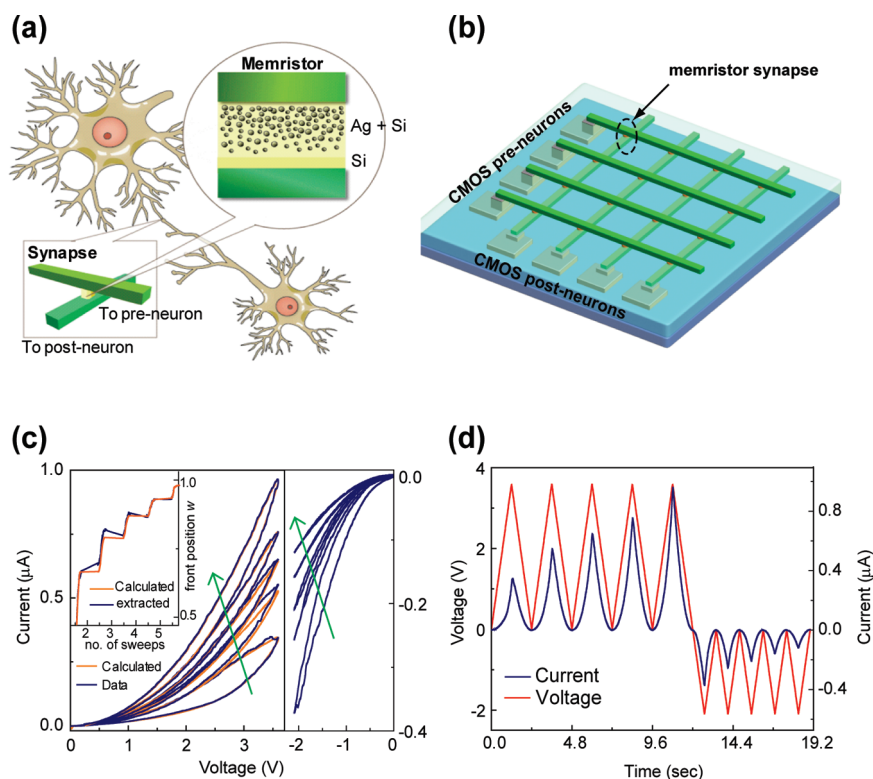 (a)
Memristor
Ag + Si
Si
Synapse
To pre-neuron
To post-neuron
(b)
memristor synapse
CMOS pre-neurons
CMOS post-neurons
(c)
1.0
0.5
0.0
Current (μA)
0 1 2 3
-2 -1 0
Voltage (V)
0.0
-0.2
-0.4
1.0
0.5
front position w
Calculated
extracted
2 3 4 5
no. of sweeps
Calculated
Data
(d)
4
2
0
-2
Voltage (V)
0.8
0.4
0.0
-0.4
Current (μA)
Current
Voltage
0.0 4.8 9.6 14.4 19.2
Time (sec)